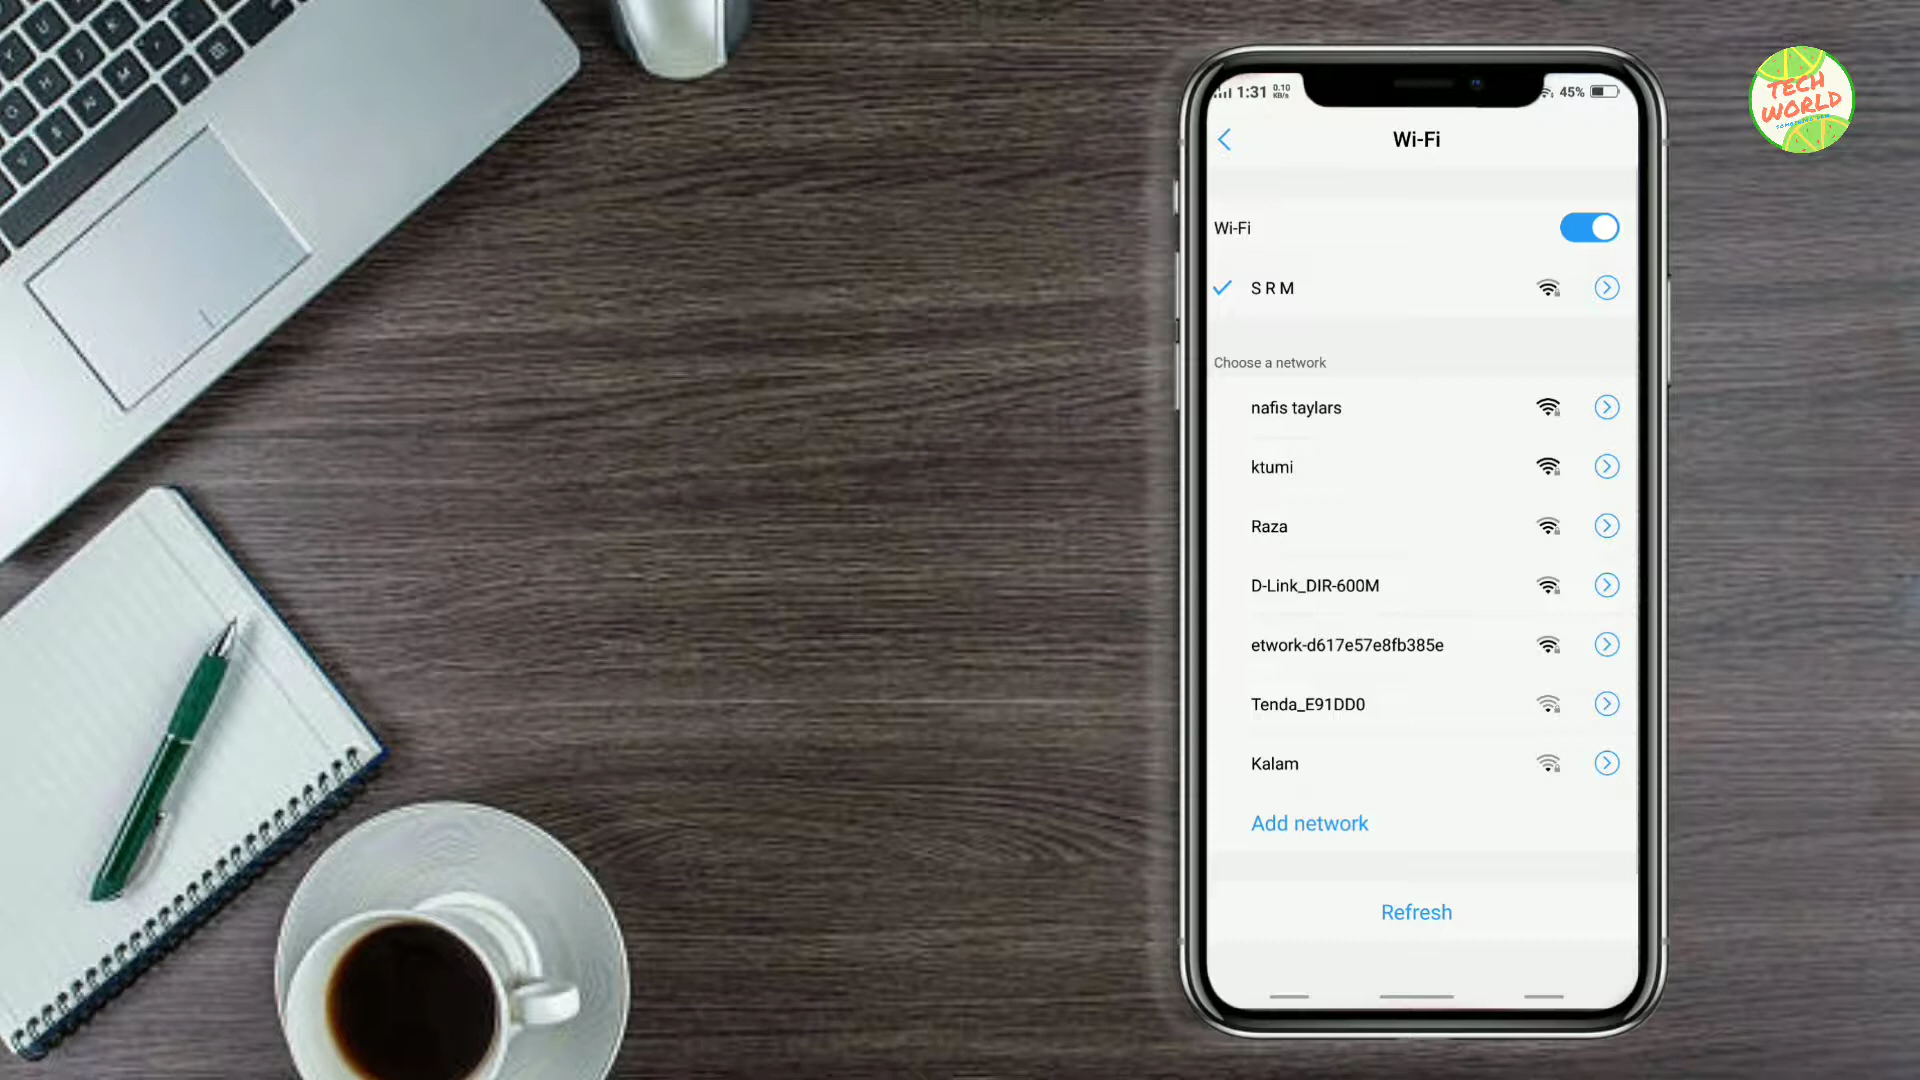 1:31 0.10 KB/s 45%
TECH
WORLD
Wi-Fi
Wi-Fi
S R M
Choose a network
nafis taylars
ktumi
Raza
D-Link_DIR-600M
etwork-d617e57e8fb385e
Tenda_E91DD0
Kalam
Add network
Refresh